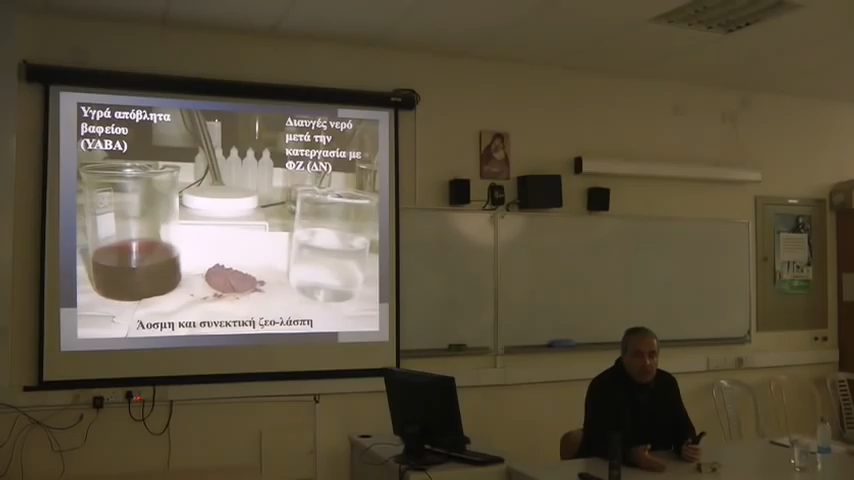 Υγρά απόβλητα
βαφείου
(ΥΑΒΑ)
Διαυγές νερό
μετά την
κατεργασία με
ΦΖ (ΔΝ)
Άοσμη και συνεκτική ζεο-λάσπη